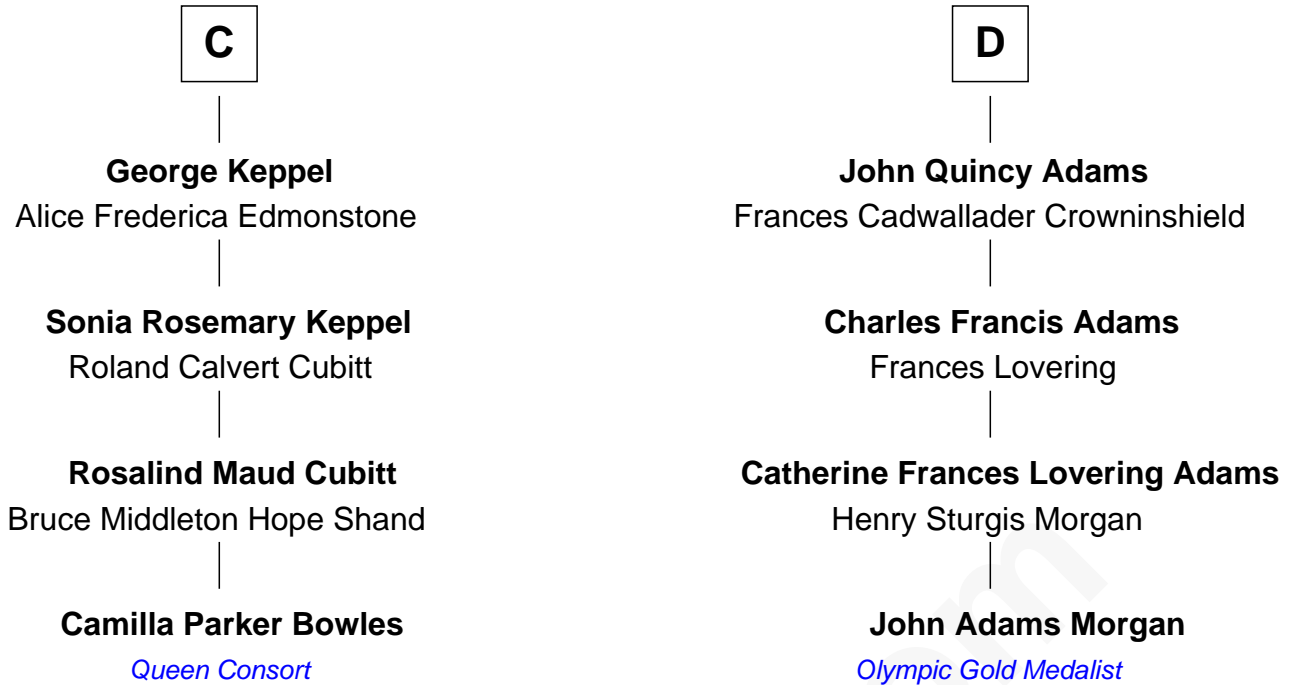 C
George Keppel
Alice Frederica Edmonstone
Sonia Rosemary Keppel
Roland Calvert Cubitt
Rosalind Maud Cubitt
Bruce Middleton Hope Shand
Camilla Parker Bowles
Queen Consort
D
John Quincy Adams
Frances Cadwallader Crowninshield
Charles Francis Adams
Frances Lovering
Catherine Frances Lovering Adams
Henry Sturgis Morgan
John Adams Morgan
Olympic Gold Medalist